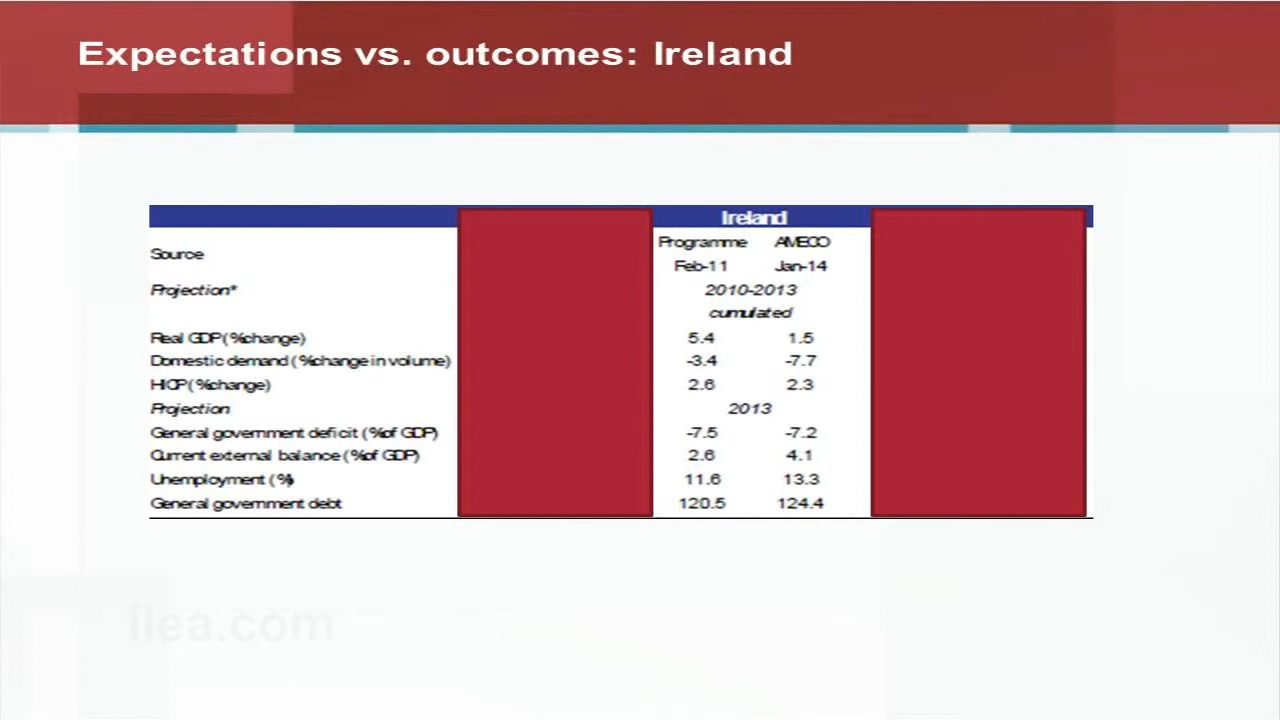 Expectations vs. outcomes: Ireland
Ireland
Source Programme AMECO
Feb-11 Jan-14
Projection* 2010-2013
cumulated
Real GDP (% change) 5.4 1.5
Domestic demand (% change in volume) -3.4 -7.7
HICP (% change) 2.6 2.3
Projection 2013
General government deficit (% of GDP) -7.5 -7.2
Current external balance (% of GDP) 2.6 4.1
Unemployment (%) 11.6 13.3
General government debt 120.5 124.4
ilea.com